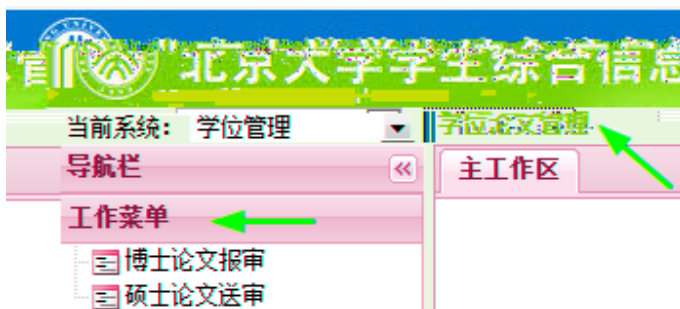 北京大学学生综合信息
当前系统： 学位管理
学位论文管理
导航栏
主工作区
工作菜单
博士论文报审
硕士论文送审